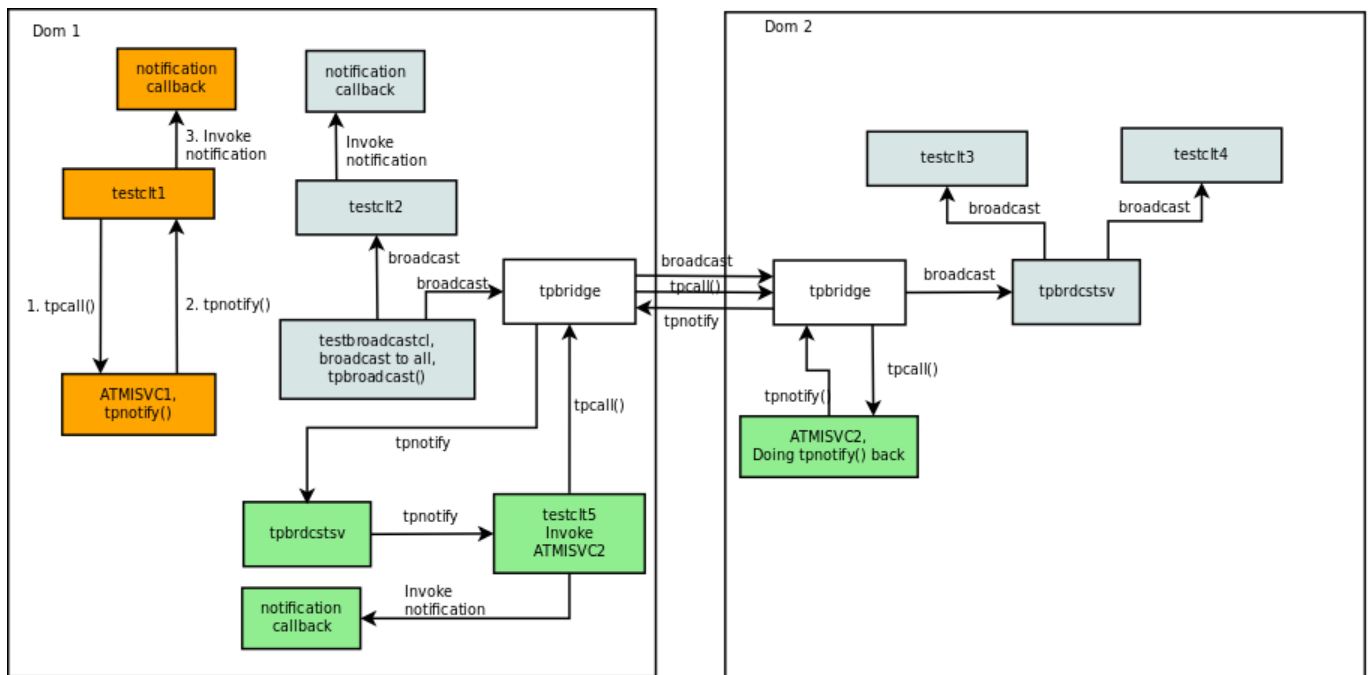 Dom 1
notification
callback
3. Invoke
notification
testclt1
1. tpcall()
2. tpnotify()
ATMISVC1,
tpnotify()
notification
callback
Invoke
notification
testclt2
broadcast
broadcast
testbroadcastcl,
broadcast to all,
tpbroadcast()
tpbridge
tpcall()
tpnotify
tpbrdcstsv
tpnotify
testclt5
Invoke
ATMISVC2
Invoke
notification
notification
callback
broadcast
tpcall()
tpnotify
Dom 2
testclt3
testclt4
broadcast
broadcast
tpbridge
broadcast
tpbrdcstsv
tpcall()
tpnotify()
ATMISVC2,
Doing tpnotify() back